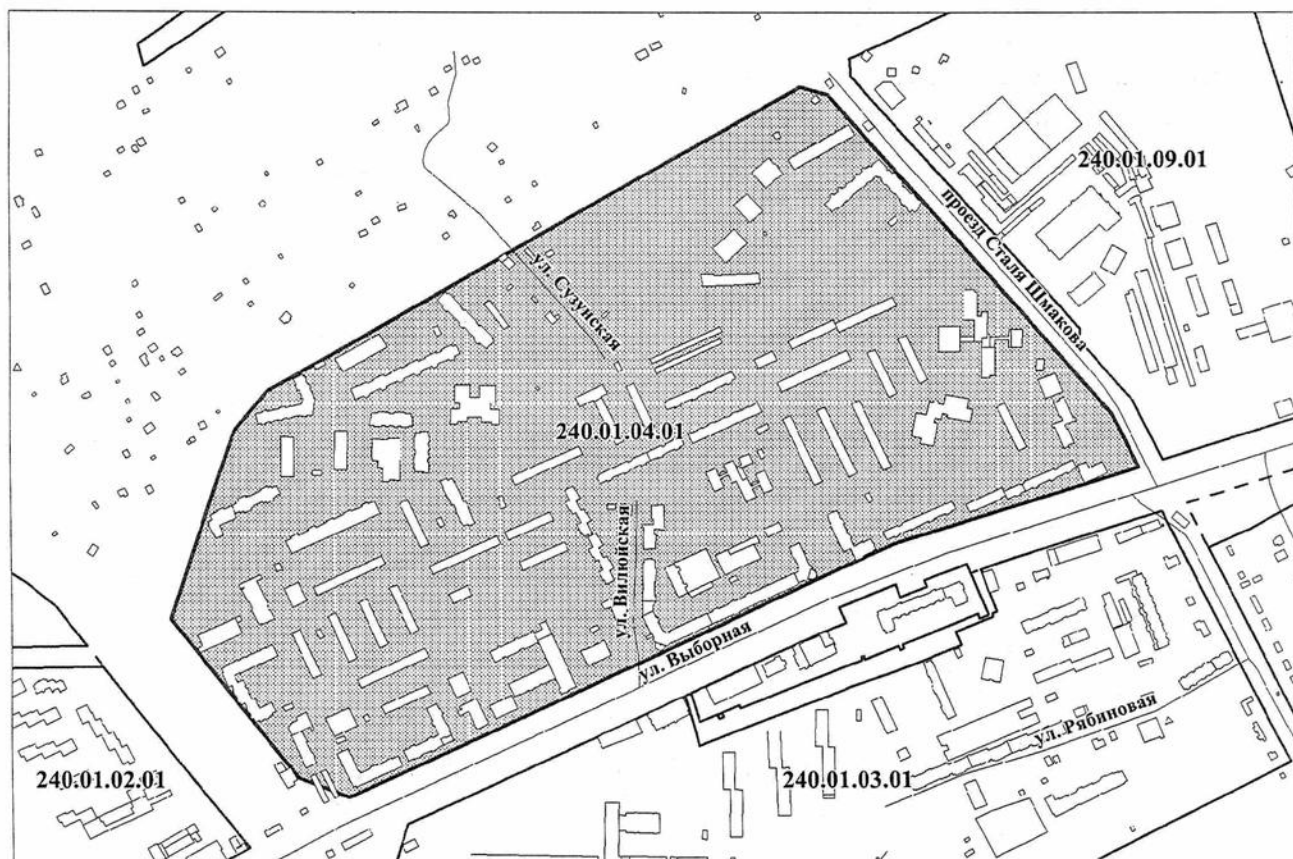 240.01.09.01
проезд Сталя Шмакова
ул. Сузунская
240.01.04.01
ул. Вилюйская
ул. Выборная
ул. Рябиновая
240.01.02.01
240.01.03.01